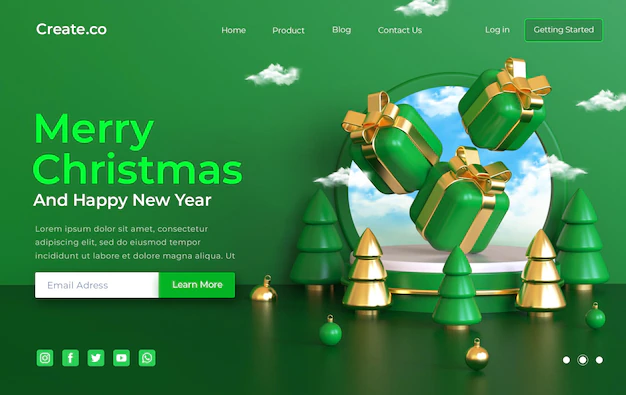 Create.co
Home Product Blog Contact Us Log in Getting Started
Merry
Christmas
And Happy New Year
Lorem ipsum dolor sit amet, consectetur
adipiscing elit, sed do eiusmod tempor
incididunt ut labore et dolore magna aliqua. Ut
Email Adress Learn More